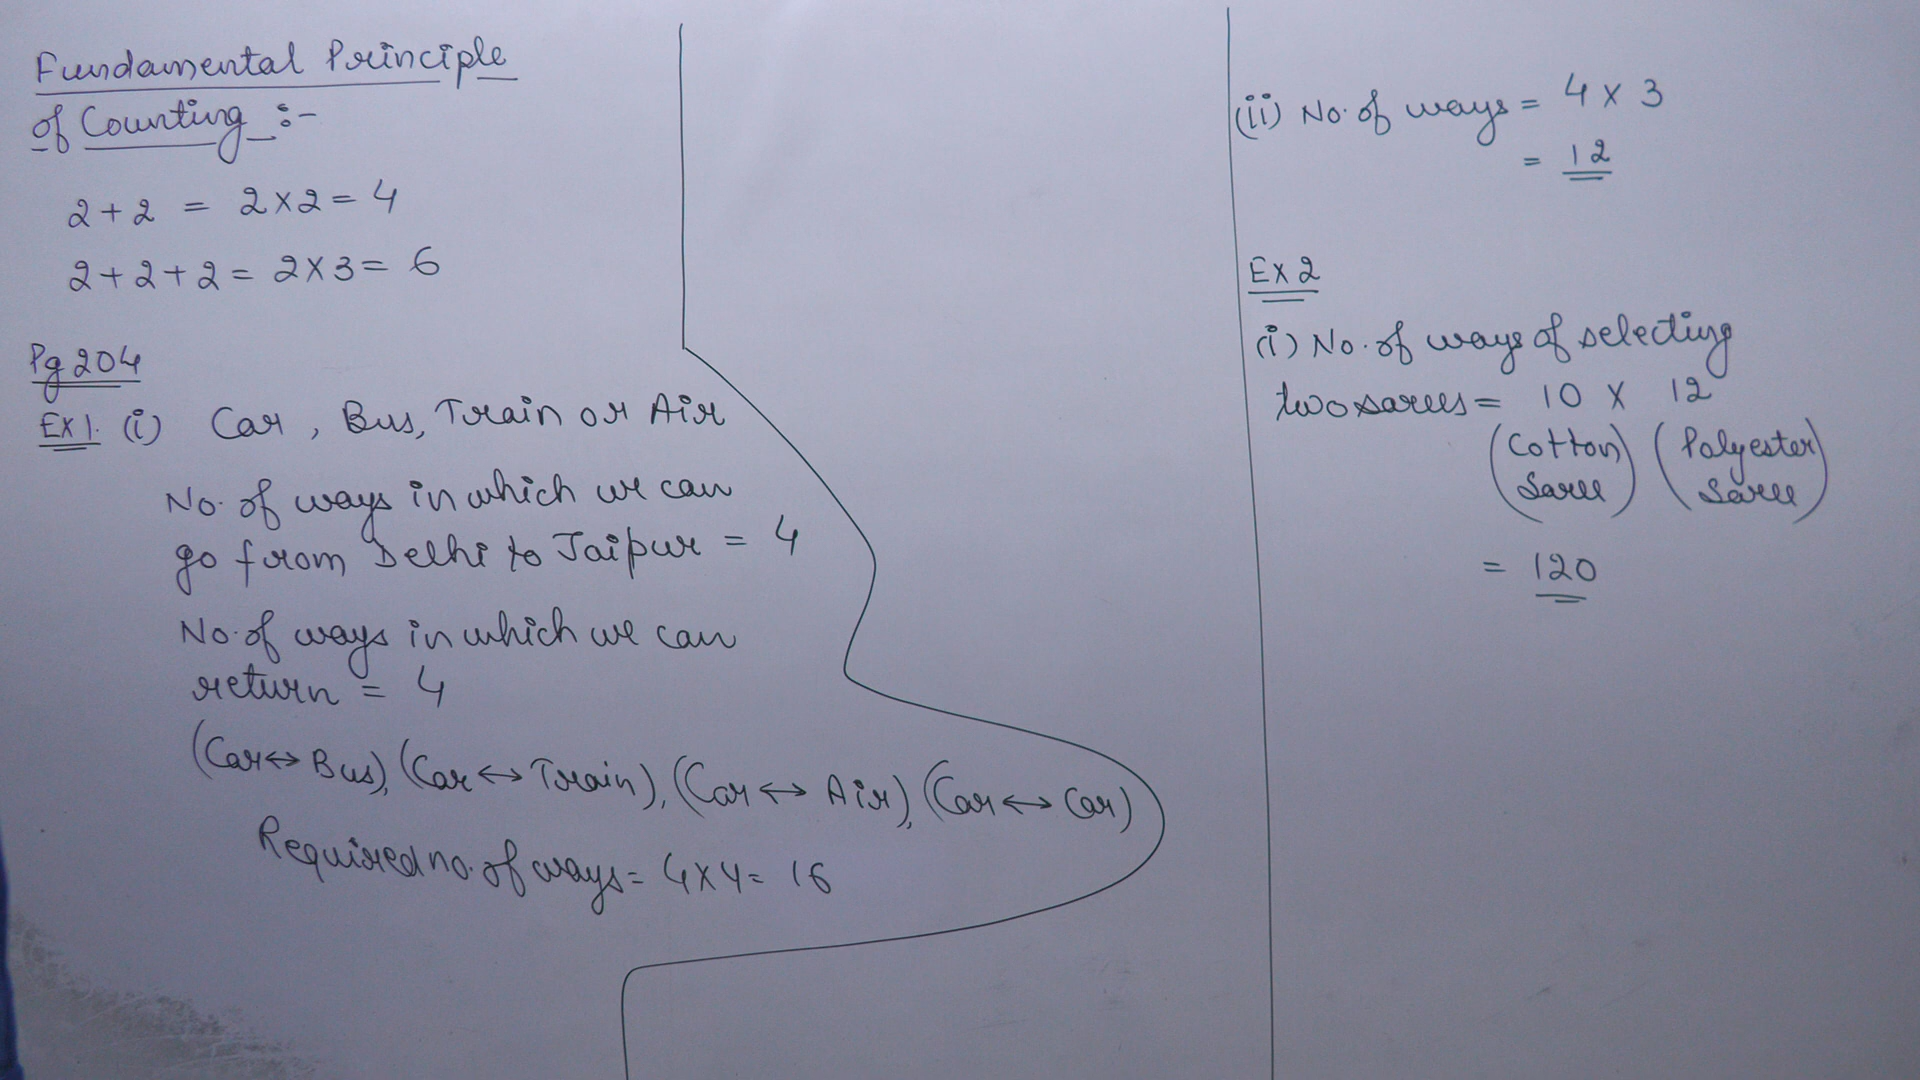 Fundamental Principle
of Counting :-
2+2 = 2×2 = 4
2+2+2 = 2×3 = 6
Pg 204
Ex 1. (i) Car, Bus, Train or Air
No. of ways in which we can
go from Delhi to Jaipur = 4
No. of ways in which we can
return = 4
(Car↔Bus), (Car↔Train), (Car↔Air), (Car↔Car)
Required no. of ways = 4×4 = 16
(ii) No. of ways = 4 × 3
= 12
Ex 2
(i) No. of ways of selecting
two sarees = 10 × 12
(Cotton Saree) (Polyester Saree)
= 120